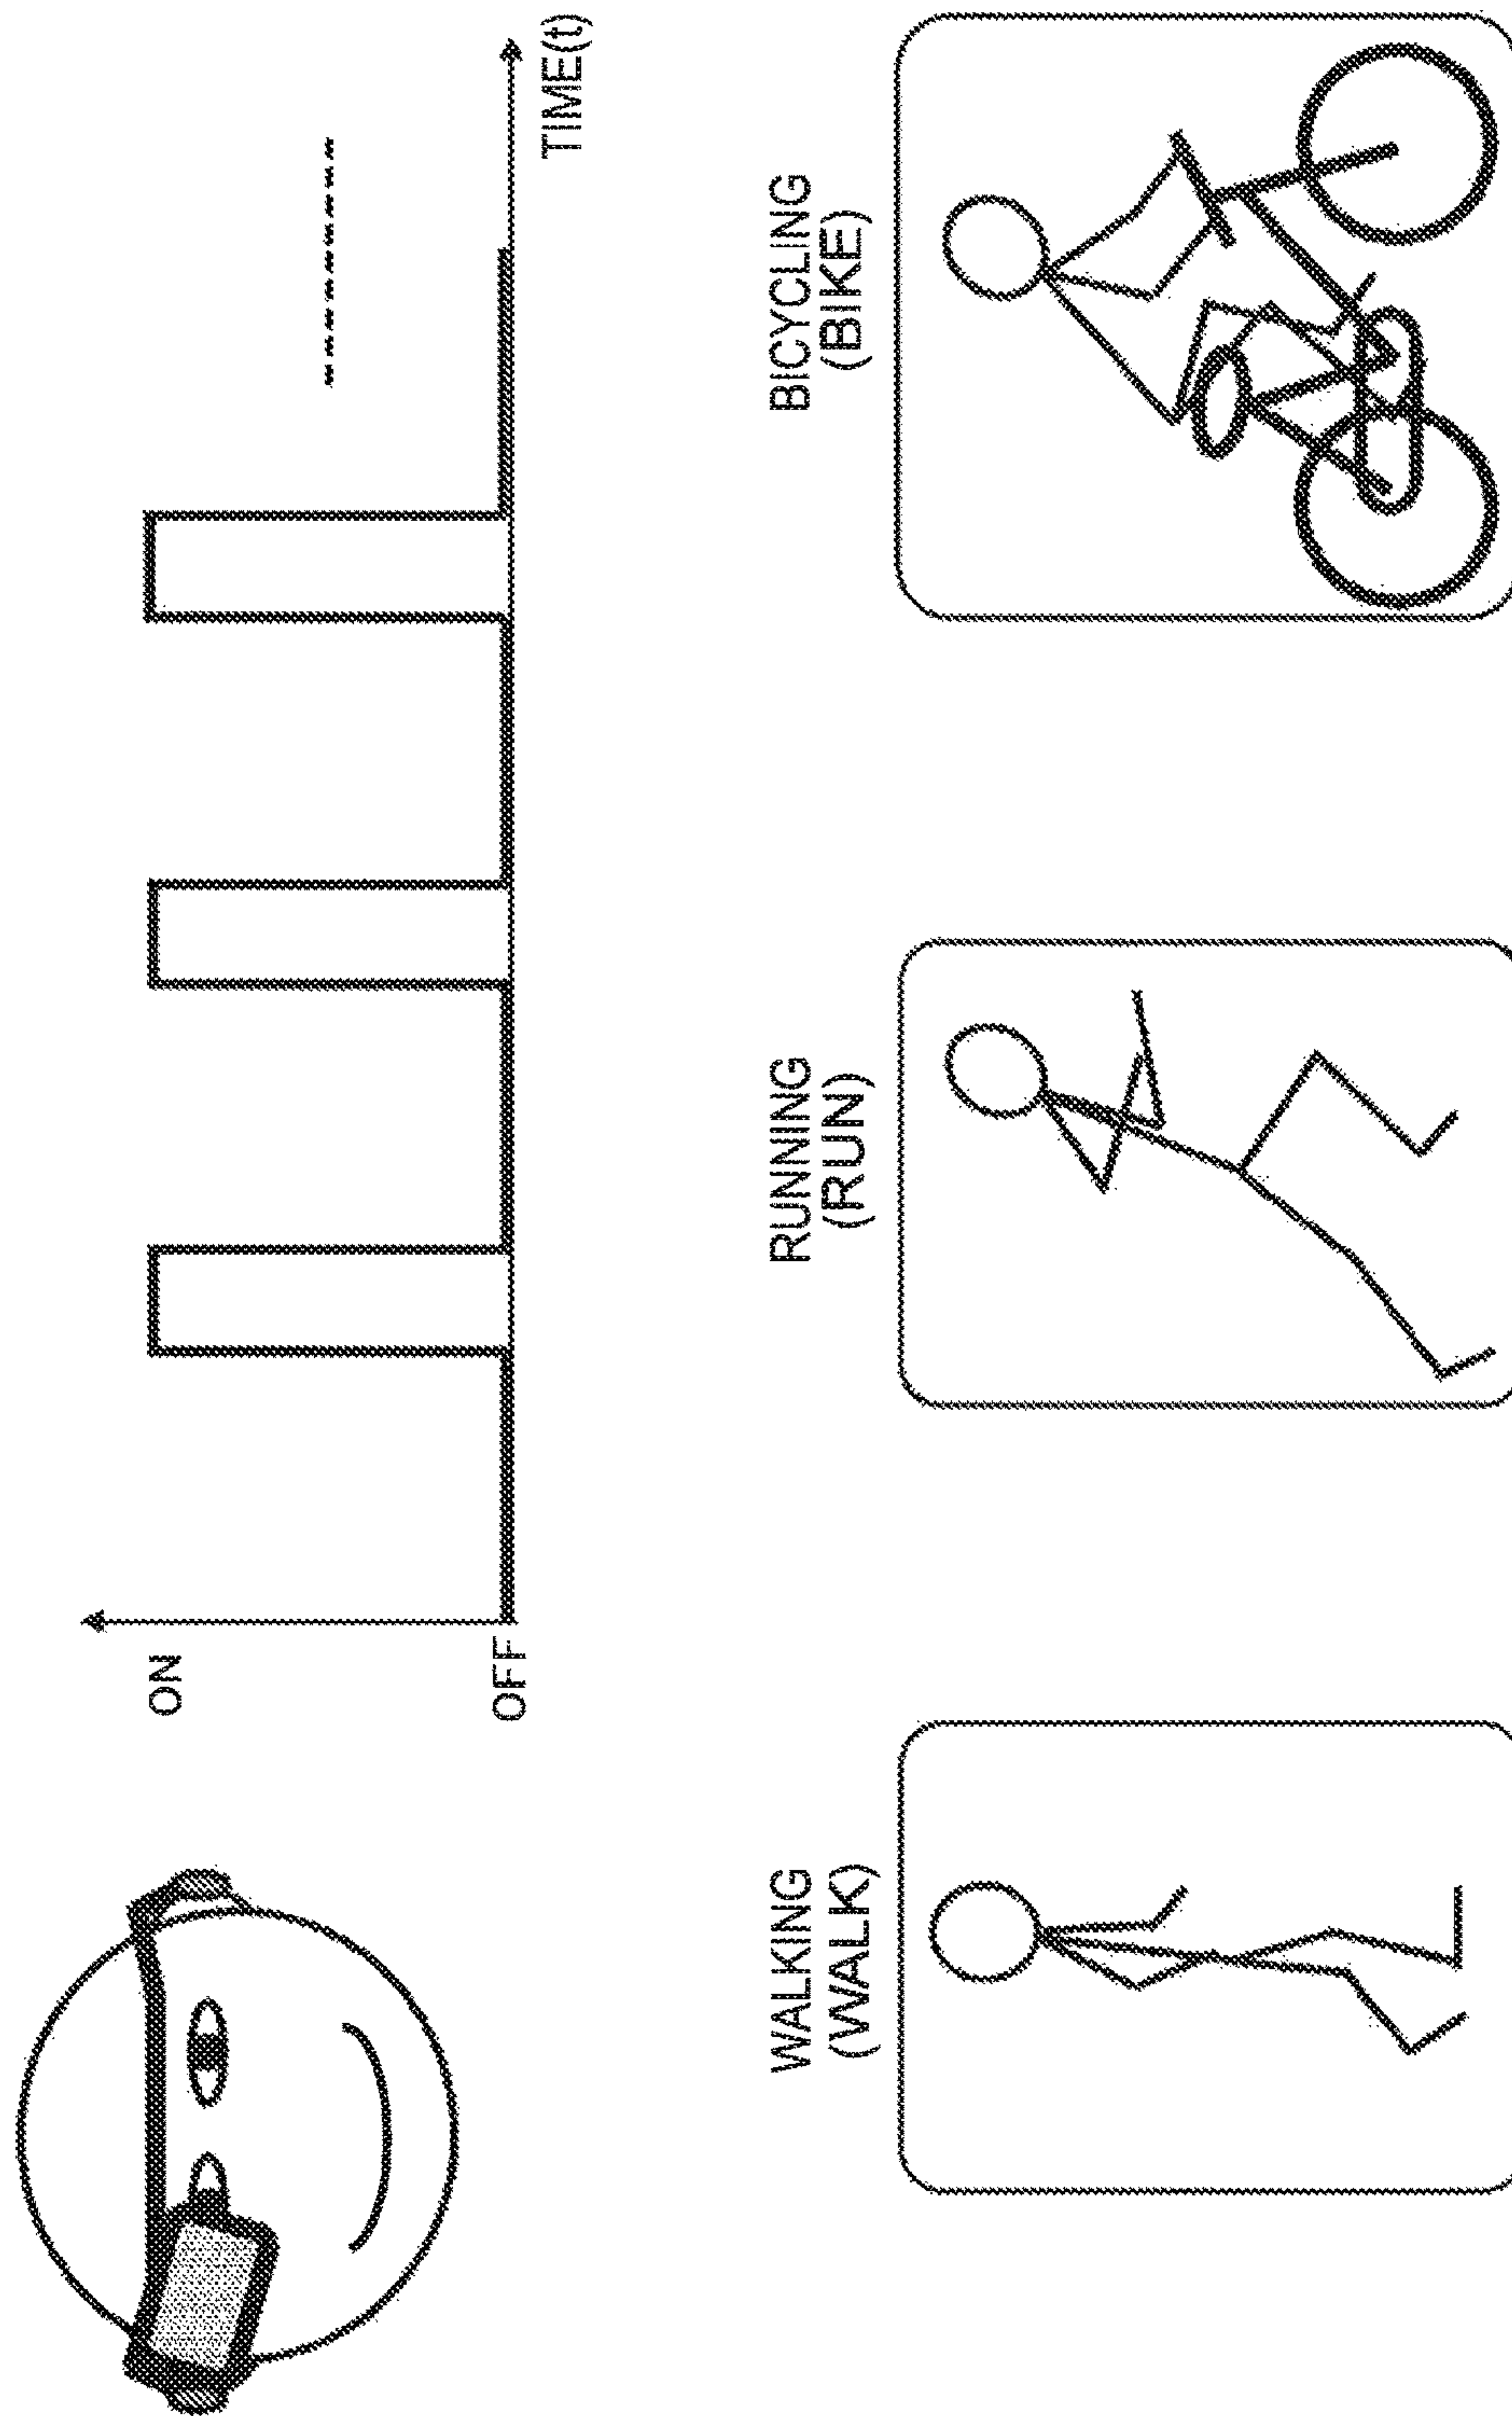 ON
OFF
TIME(t)
WALKING
(WALK)
RUNNING
(RUN)
BICYCLING
(BIKE)